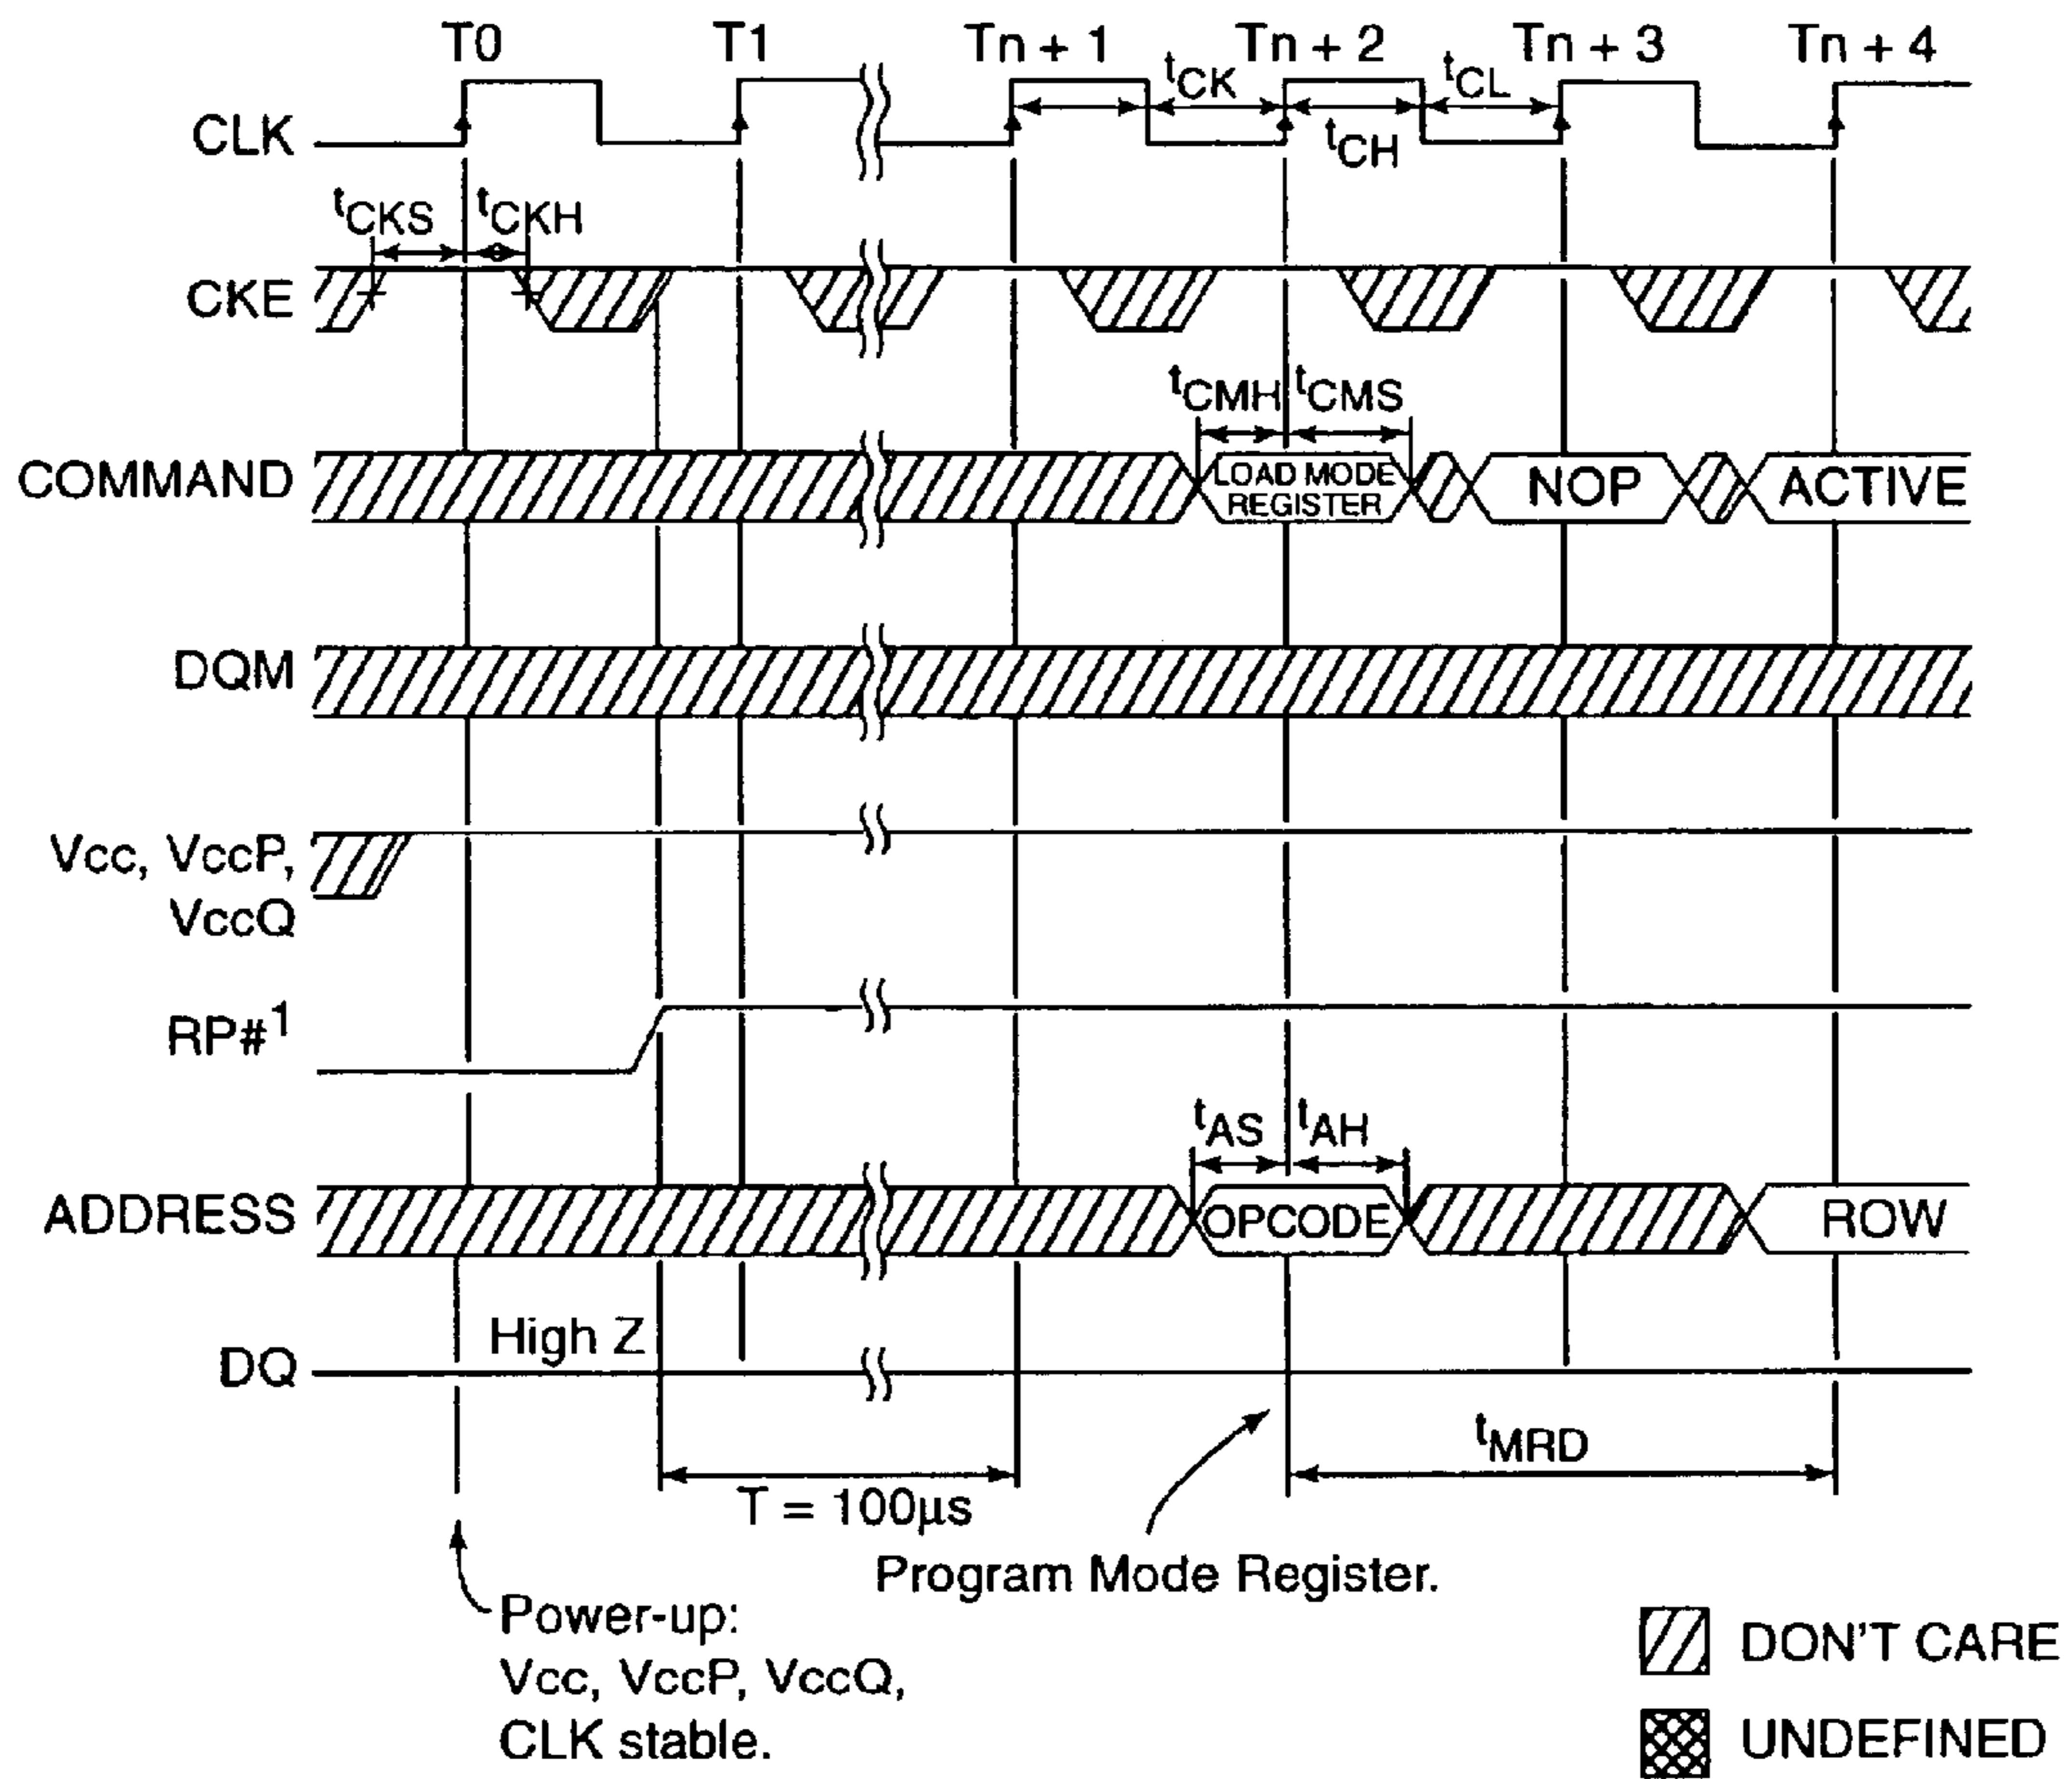 T0 T1 Tn + 1 Tn + 2 Tn + 3 Tn + 4
tCK tCL
CLK
tCH
tCKS tCKH
CKE
tCMH tCMS
COMMAND LOAD MODE REGISTER NOP ACTIVE
DQM
Vcc, VccP,
VccQ
RP#1
tAS tAH
ADDRESS OPCODE ROW
High Z
DQ
tMRD
T = 100µs
Program Mode Register.
Power-up:
Vcc, VccP, VccQ,
CLK stable.
DON'T CARE
UNDEFINED